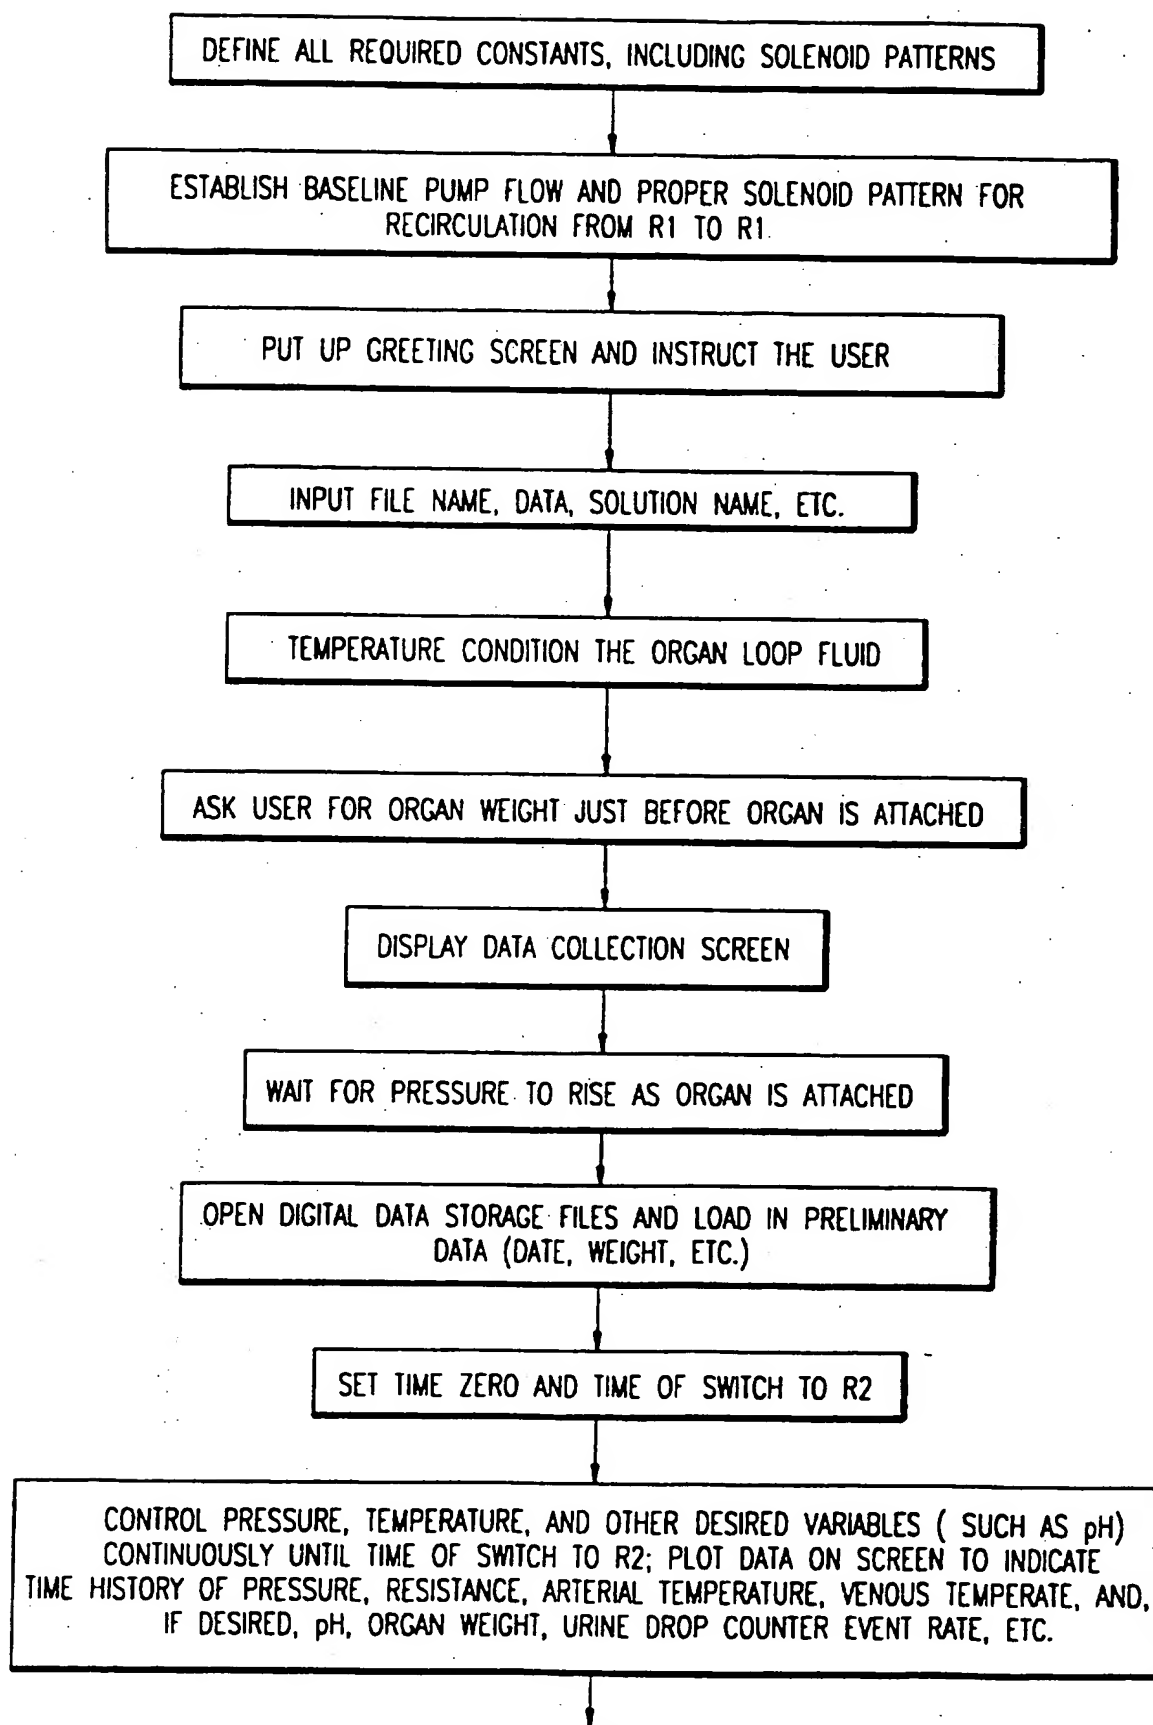 DEFINE ALL REQUIRED CONSTANTS, INCLUDING SOLENOID PATTERNS
ESTABLISH BASELINE PUMP FLOW AND PROPER SOLENOID PATTERN FOR
RECIRCULATION FROM R1 TO R1
PUT UP GREETING SCREEN AND INSTRUCT THE USER
INPUT FILE NAME, DATA, SOLUTION NAME, ETC.
TEMPERATURE CONDITION THE ORGAN LOOP FLUID
ASK USER FOR ORGAN WEIGHT JUST BEFORE ORGAN IS ATTACHED
DISPLAY DATA COLLECTION SCREEN
WAIT FOR PRESSURE TO RISE AS ORGAN IS ATTACHED
OPEN DIGITAL DATA STORAGE FILES AND LOAD IN PRELIMINARY
DATA (DATE, WEIGHT, ETC.)
SET TIME ZERO AND TIME OF SWITCH TO R2
CONTROL PRESSURE, TEMPERATURE, AND OTHER DESIRED VARIABLES ( SUCH AS pH)
CONTINUOUSLY UNTIL TIME OF SWITCH TO R2; PLOT DATA ON SCREEN TO INDICATE
TIME HISTORY OF PRESSURE, RESISTANCE, ARTERIAL TEMPERATURE, VENOUS TEMPERATE, AND,
IF DESIRED, pH, ORGAN WEIGHT, URINE DROP COUNTER EVENT RATE, ETC.